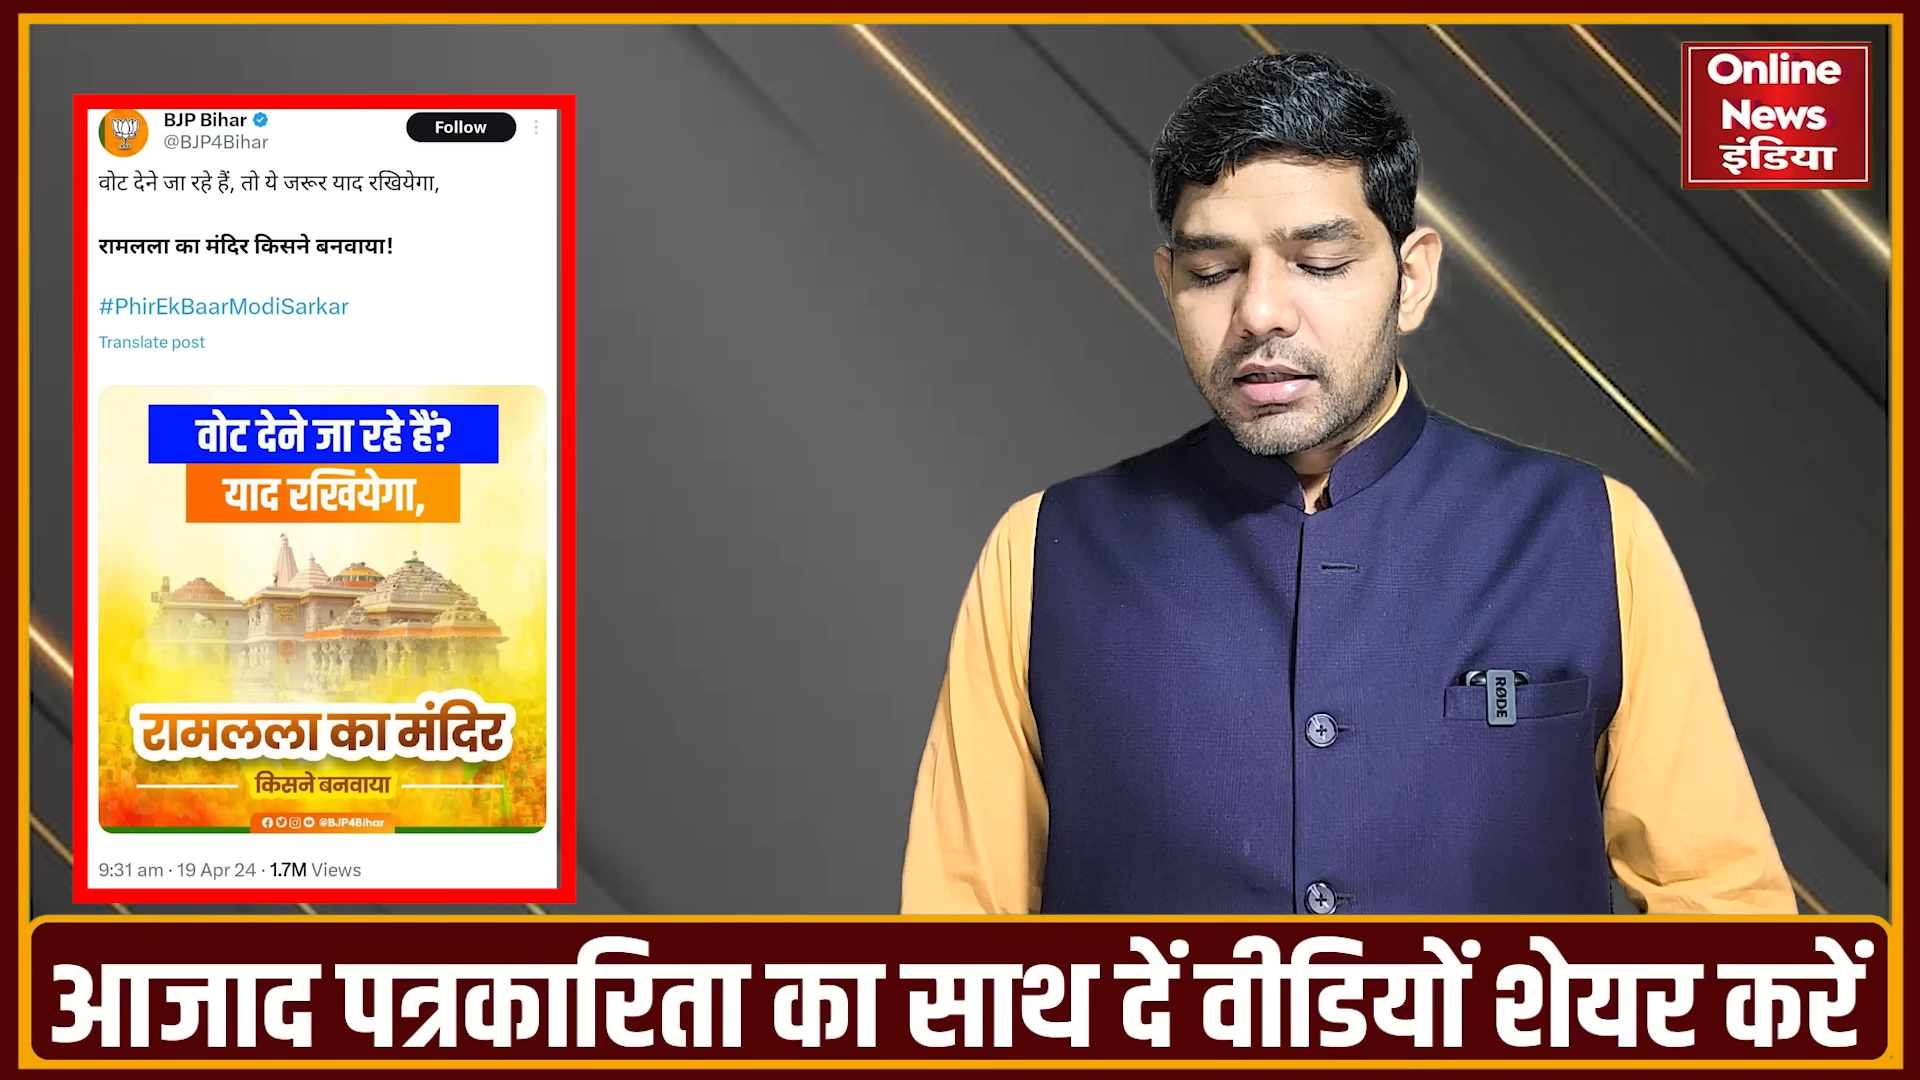 BJP Bihar
@BJP4Bihar
Follow
वोट देने जा रहे हैं, तो ये जरूर याद रखियेगा,
रामलला का मंदिर किसने बनवाया!
#PhirEkBaarModiSarkar
Translate post
वोट देने जा रहे हैं?
याद रखियेगा,
रामलला का मंदिर
किसने बनवाया
@BJP4Bihar
9:31 am · 19 Apr 24 · 1.7M Views
Online
News
इंडिया
RØDE
आजाद पत्रकारिता का साथ दें वीडियों शेयर करें